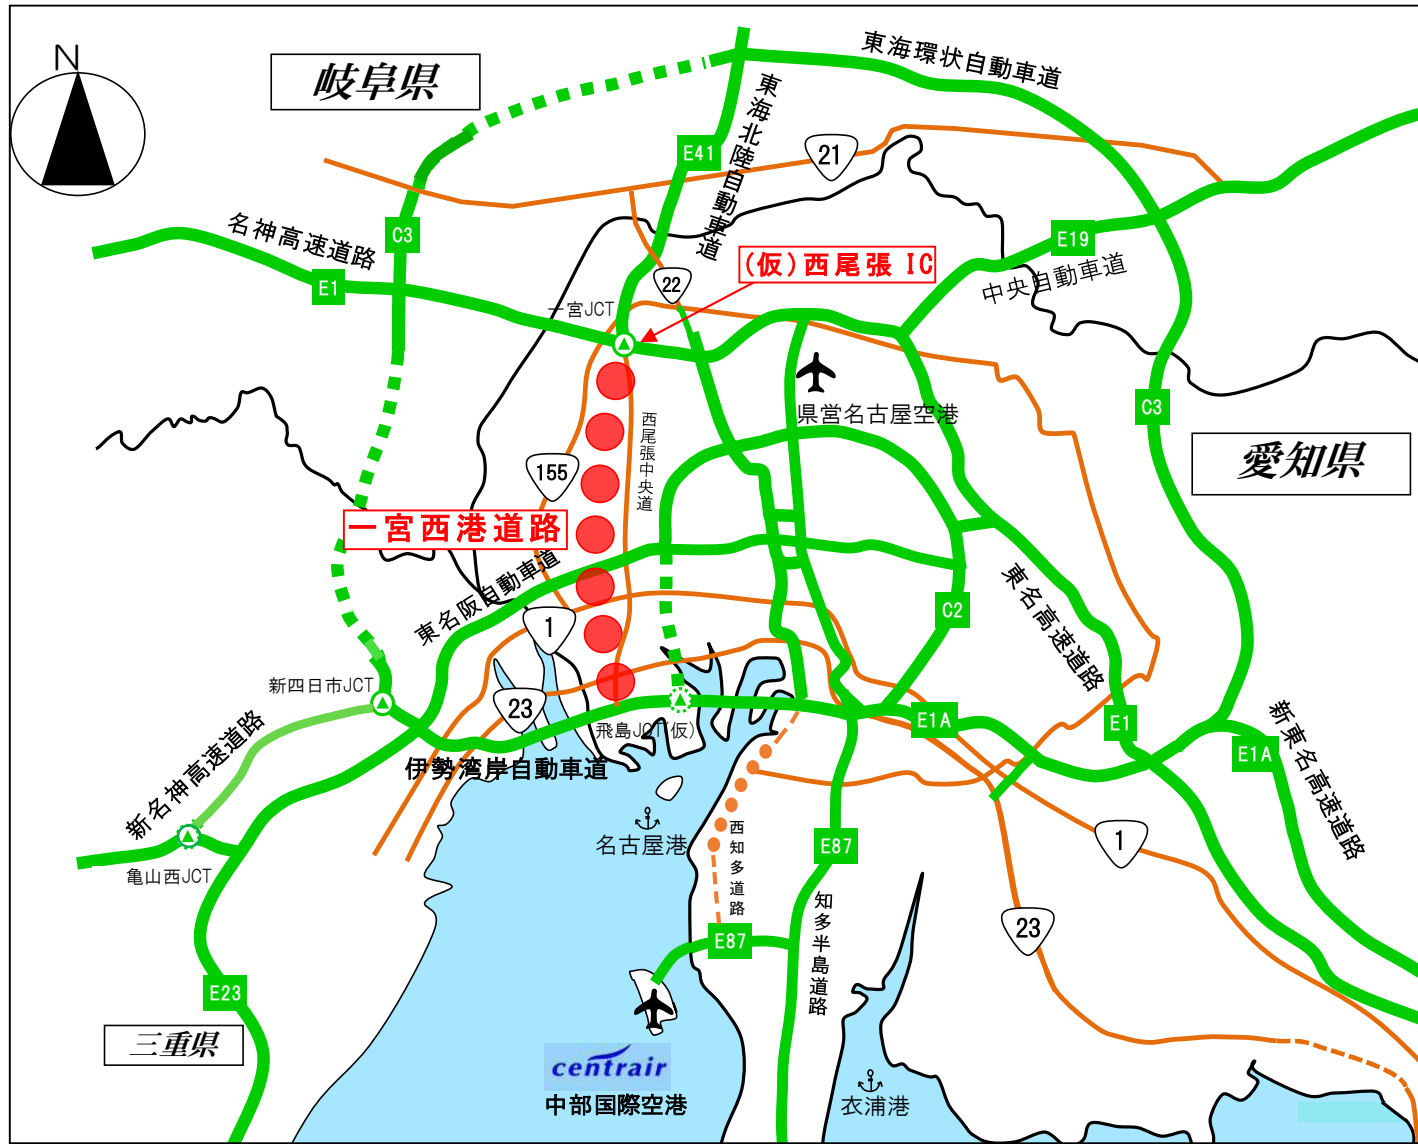 N
岐阜県
東海環状自動車道
東海北陸自動車道
E41
21
C3
名神高速道路
E1
E19
中央自動車道
(仮)西尾張 IC
22
一宮JCT
県営名古屋空港
C3
愛知県
西尾張中央道
155
一宮西港道路
東名阪自動車道
1
C2
東名高速道路
新四日市JCT
23
飛島JCT(仮)
E1A
E1
新東名高速道路
E1A
新名神高速道路
伊勢湾岸自動車道
亀山西JCT
名古屋港
西知多道路
E87
1
知多半島道路
23
E87
E23
三重県
centrair
中部国際空港
衣浦港